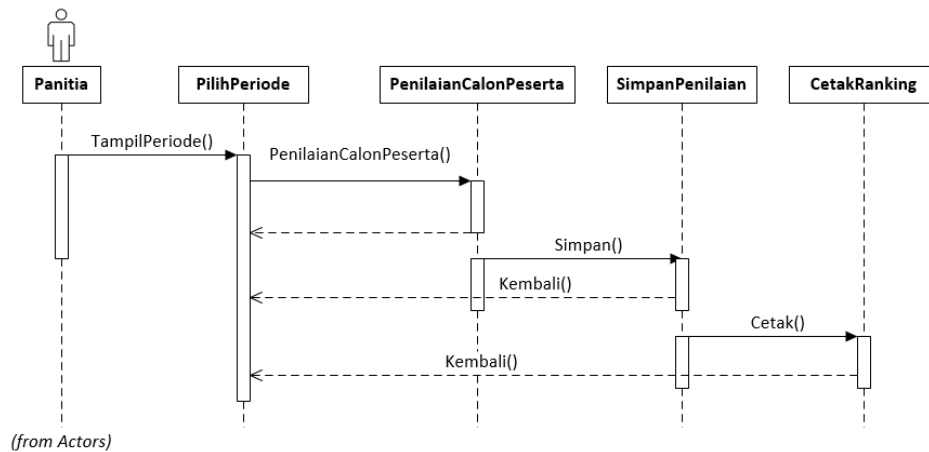 Panitia
PilihPeriode
PenilaianCalonPeserta
SimpanPenilaian
CetakRanking
TampilPeriode()
PenilaianCalonPeserta()
Simpan()
Kembali()
Cetak()
Kembali()
(from Actors)